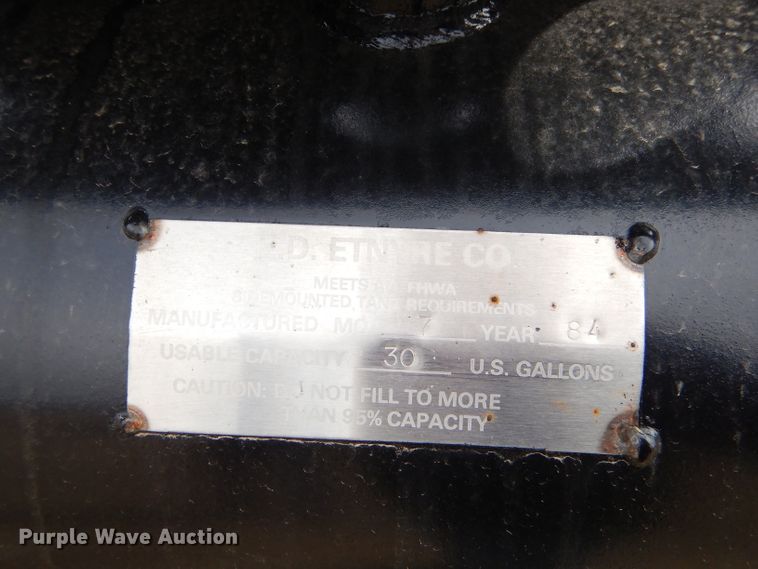 D. ETNYRE CO
MEETS ALL FHWA
SIDEMOUNTED TANK REQUIREMENTS
MANUFACTURED MO. 7 YEAR 84
USABLE CAPACITY 30 U.S. GALLONS
CAUTION: DO NOT FILL TO MORE
THAN 95% CAPACITY
Purple Wave Auction